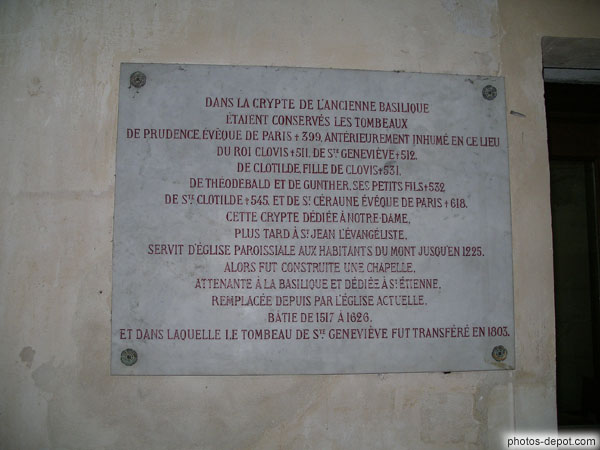 DANS LA CRYPTE DE L'ANCIENNE BASILIQUE
ÉTAIENT CONSERVÉS LES TOMBEAUX
DE PRUDENCE, ÉVÊQUE DE PARIS † 399, ANTÉRIEUREMENT INHUMÉ EN CE LIEU
DU ROI CLOVIS † 511, DE STE GENEVIÈVE † 512,
DE CLOTILDE, FILLE DE CLOVIS † 531,
DE THÉODEBALD ET DE GUNTHER, SES PETITS FILS † 532
DE STE CLOTILDE † 545, ET DE ST CÉRAUNE ÉVÊQUE DE PARIS † 618.
CETTE CRYPTE DÉDIÉE À NOTRE-DAME,
PLUS TARD À ST JEAN L'ÉVANGÉLISTE,
SERVIT D'ÉGLISE PAROISSIALE AUX HABITANTS DU MONT JUSQU'EN 1225.
ALORS FUT CONSTRUITE UNE CHAPELLE,
ATTENANTE À LA BASILIQUE ET DÉDIÉE À ST ÉTIENNE,
REMPLACÉE DEPUIS PAR L'ÉGLISE ACTUELLE,
BÂTIE DE 1517 À 1626,
ET DANS LAQUELLE LE TOMBEAU DE STE GENEVIÈVE FUT TRANSFÉRÉ EN 1803.
photos-depot.com